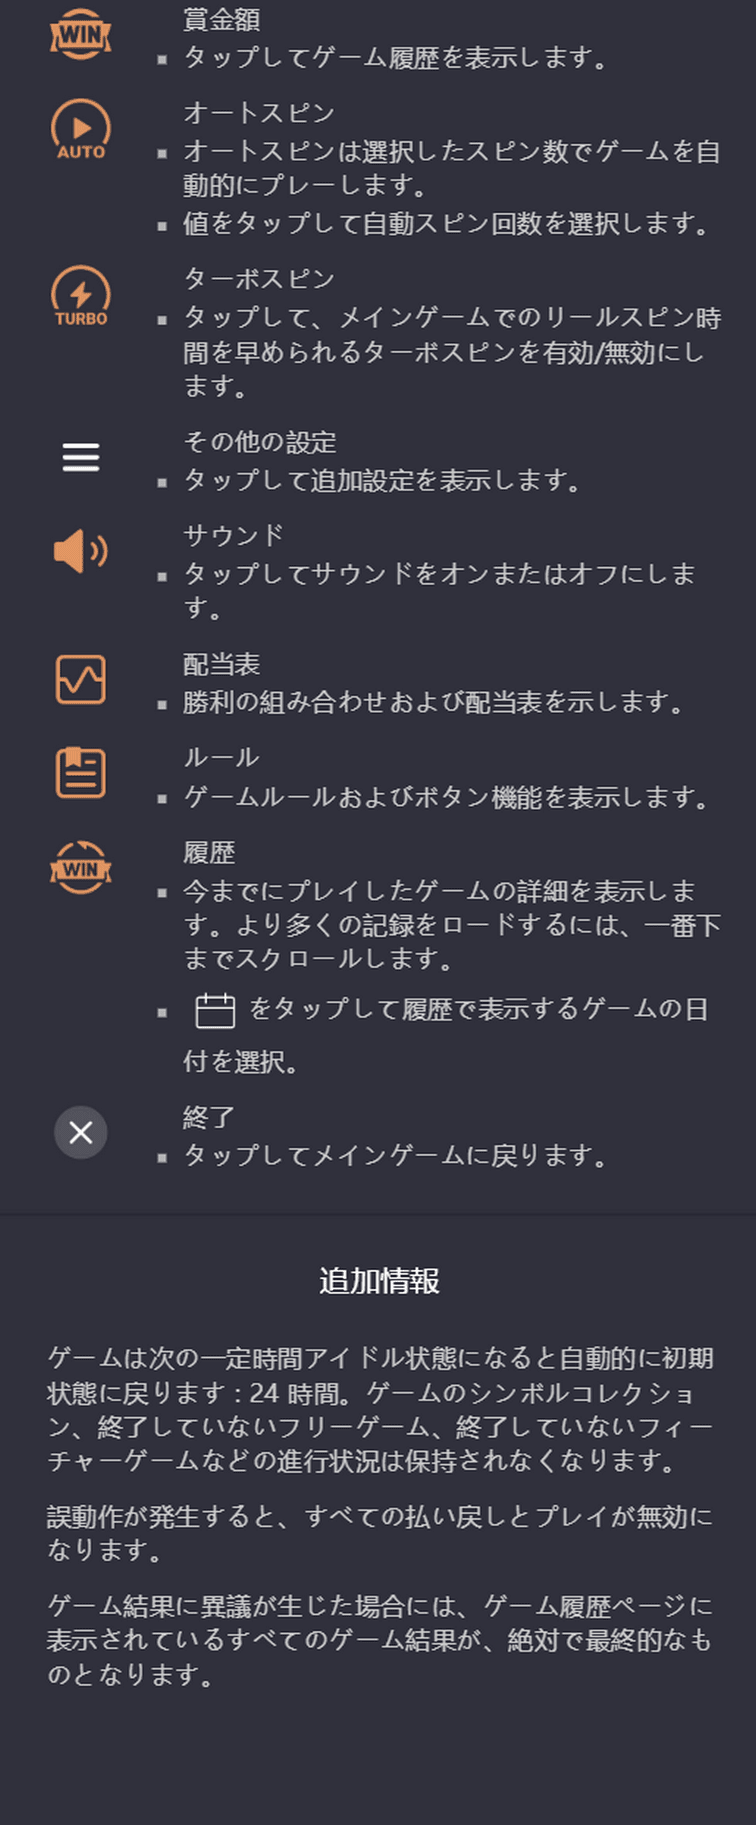 WIN
賞金額
▪ タップしてゲーム履歴を表示します。
AUTO
オートスピン
▪ オートスピンは選択したスピン数でゲームを自
動的にプレーします。
▪ 値をタップして自動スピン回数を選択します。
TURBO
ターボスピン
▪ タップして、メインゲームでのリールスピン時
間を早められるターボスピンを有効/無効にし
ます。
その他の設定
▪ タップして追加設定を表示します。
サウンド
▪ タップしてサウンドをオンまたはオフにしま
す。
配当表
▪ 勝利の組み合わせおよび配当表を示します。
ルール
▪ ゲームルールおよびボタン機能を表示します。
WIN
履歴
▪ 今までにプレイしたゲームの詳細を表示しま
す。より多くの記録をロードするには、一番下
までスクロールします。
▪ をタップして履歴で表示するゲームの日
付を選択。
終了
▪ タップしてメインゲームに戻ります。
追加情報
ゲームは次の一定時間アイドル状態になると自動的に初期
状態に戻ります : 24 時間。ゲームのシンボルコレクショ
ン、終了していないフリーゲーム、終了していないフィー
チャーゲームなどの進行状況は保持されなくなります。
誤動作が発生すると、すべての払い戻しとプレイが無効に
なります。
ゲーム結果に異議が生じた場合には、ゲーム履歴ページに
表示されているすべてのゲーム結果が、絶対で最終的なも
のとなります。